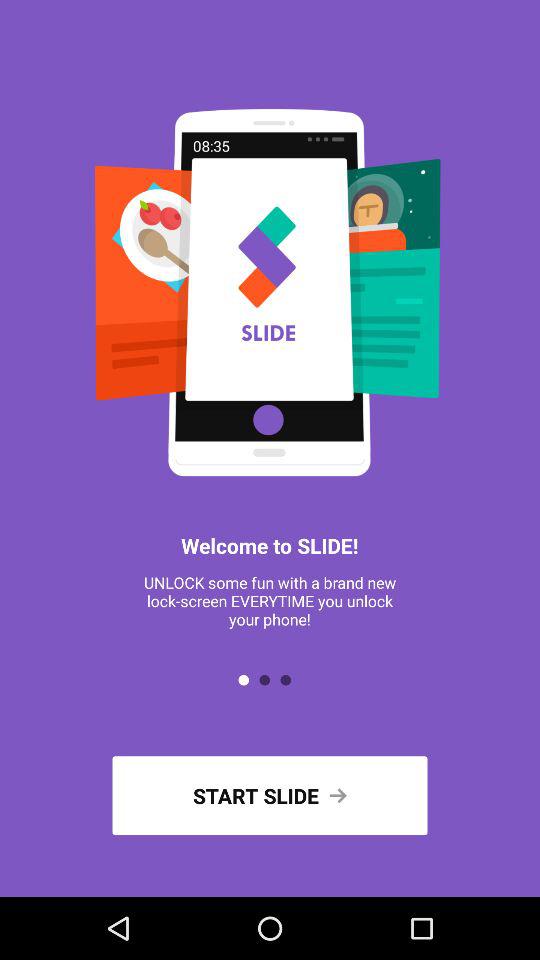 08:35
SLIDE
Welcome to SLIDE!
UNLOCK some fun with a brand new
lock-screen EVERYTIME you unlock
your phone!
START SLIDE →